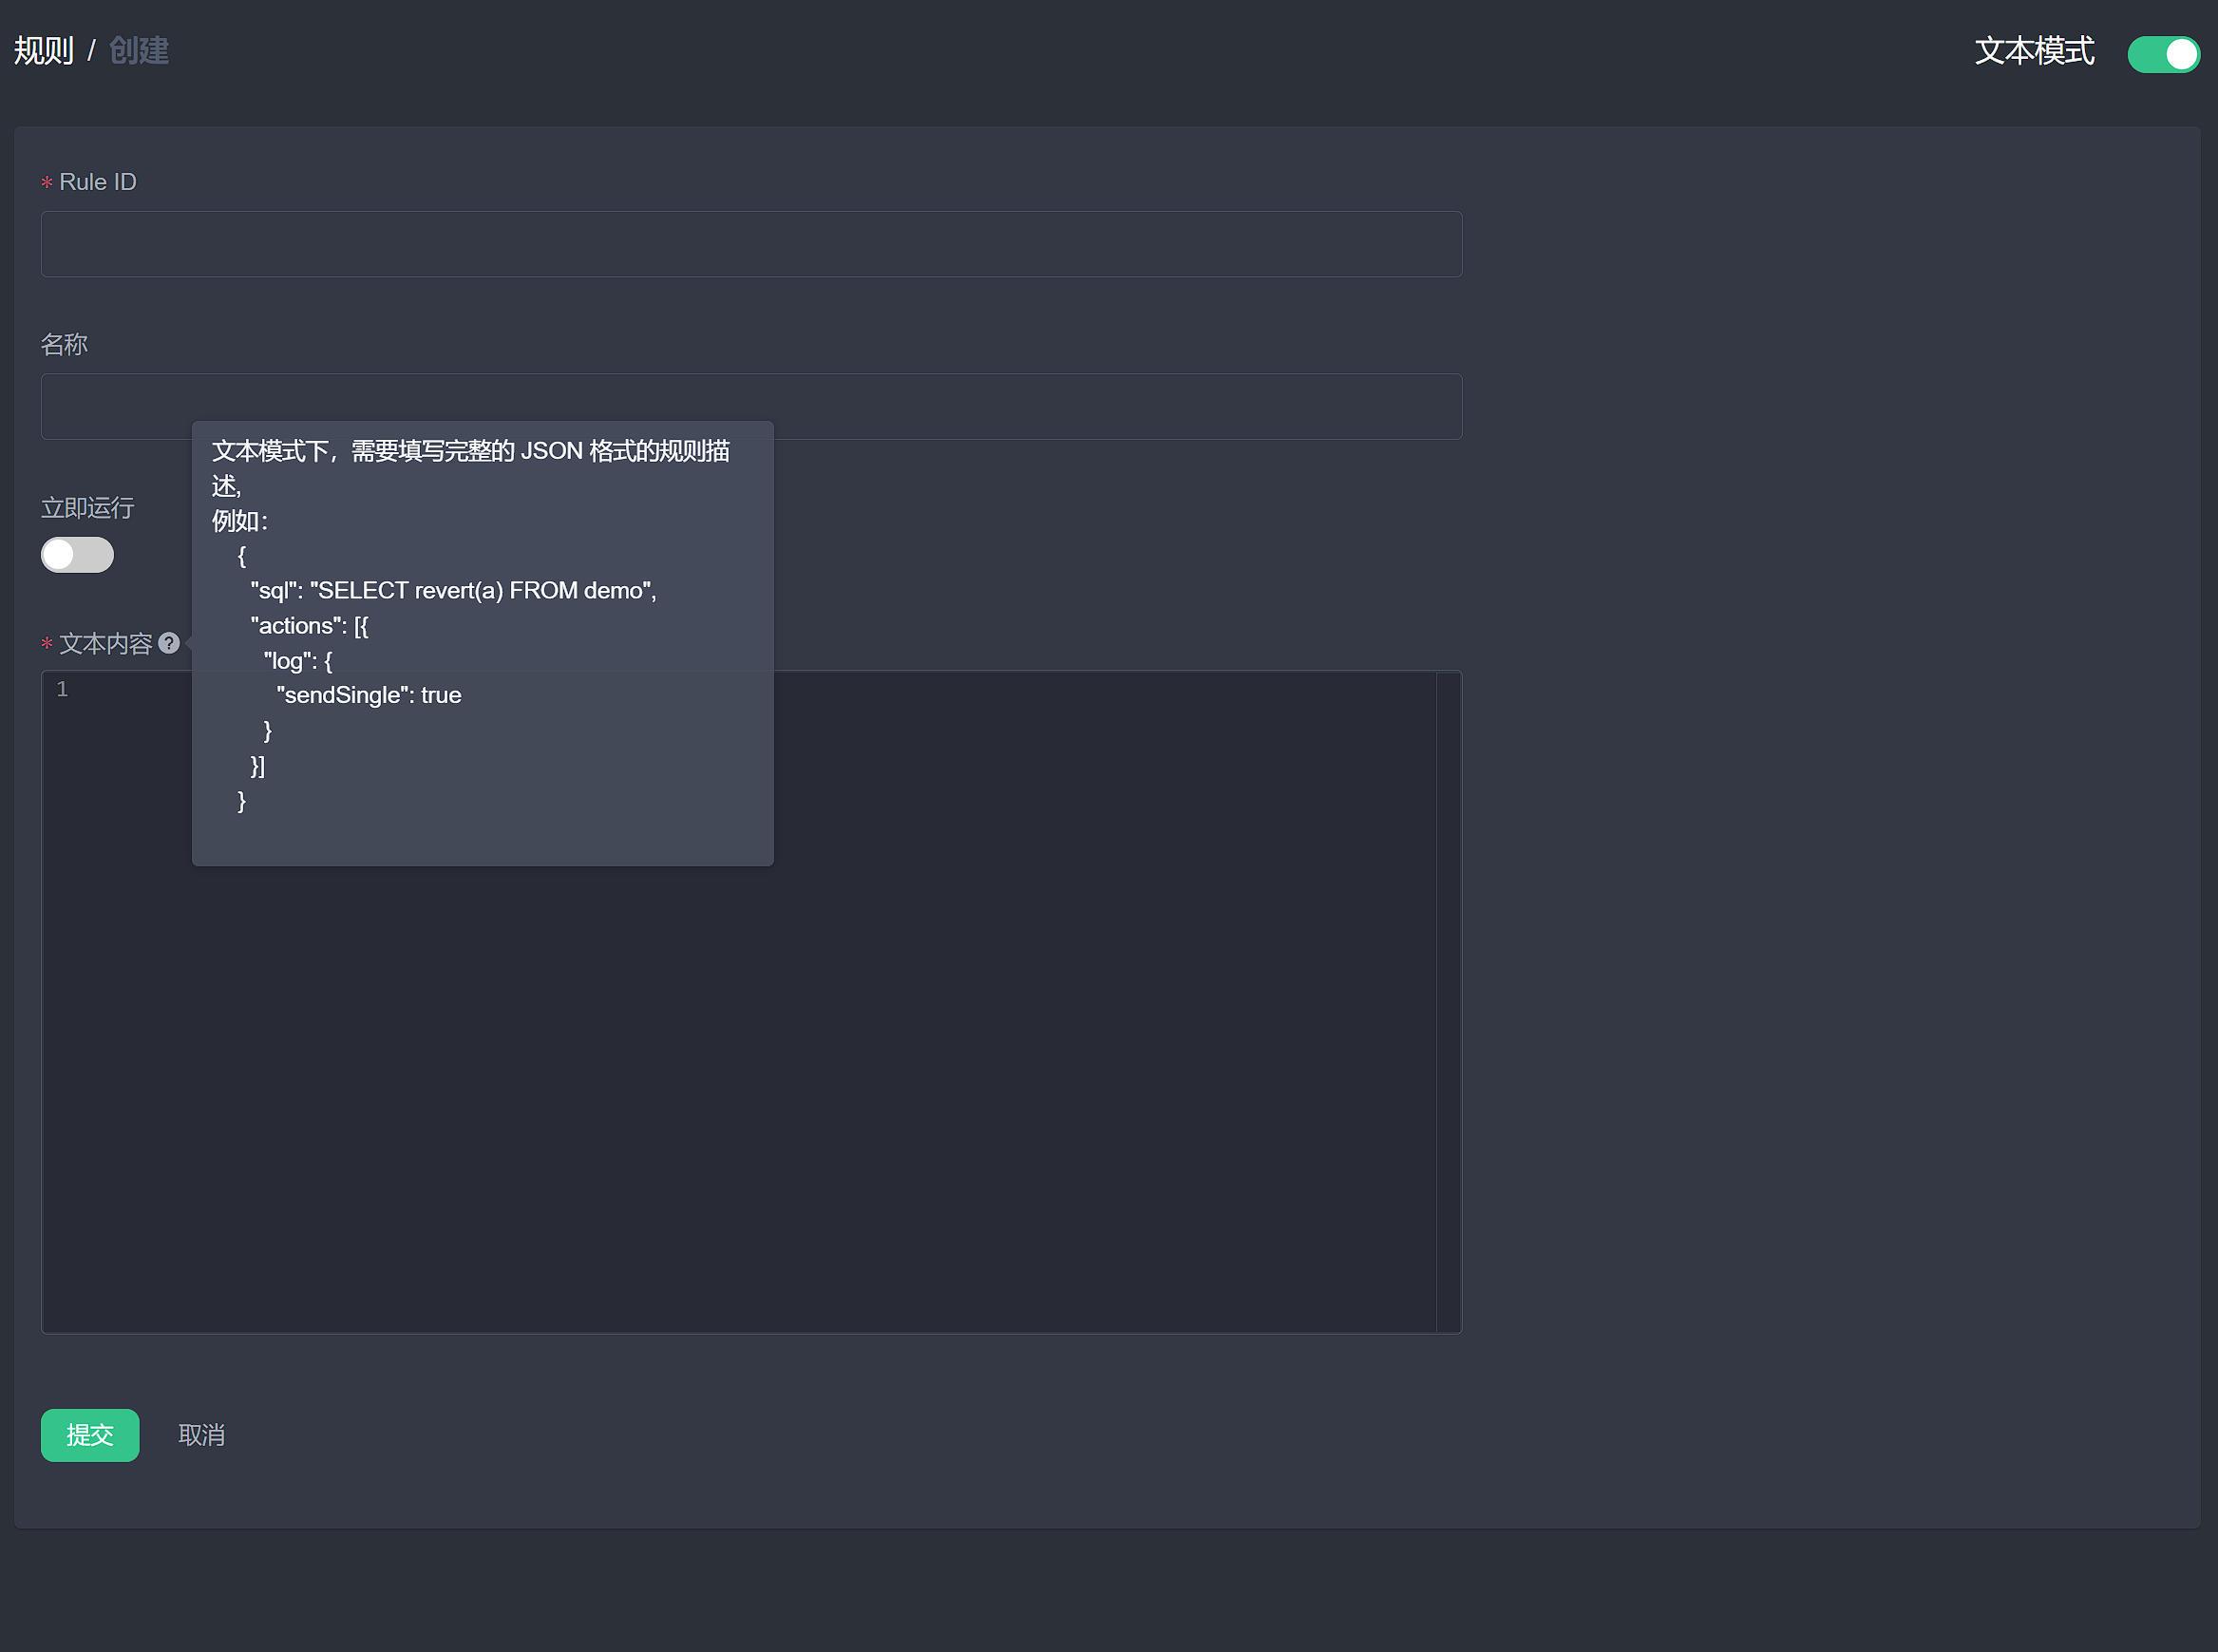 规则 / 创建
文本模式
* Rule ID
名称
文本模式下，需要填写完整的 JSON 格式的规则描
述,
例如：
{
"sql": "SELECT revert(a) FROM demo",
"actions": [{
"log": {
"sendSingle": true
}
}]
}
立即运行
* 文本内容 ?
1
提交
取消